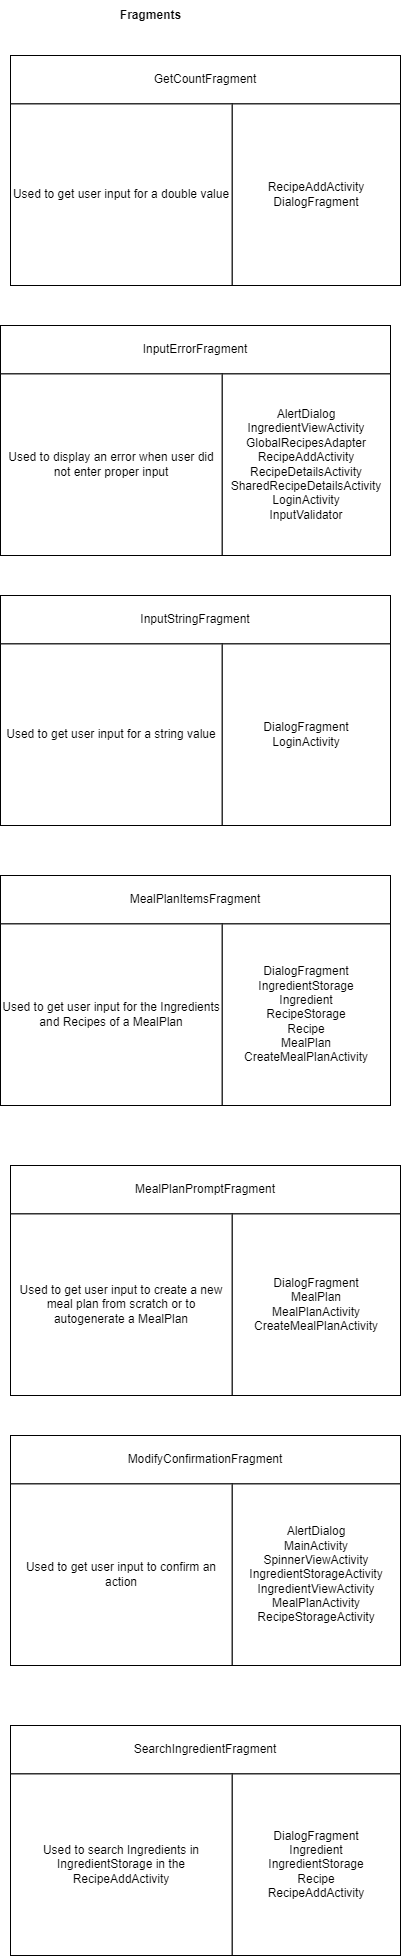 Fragments
GetCountFragment
Used to get user input for a double value
RecipeAddActivity
DialogFragment
InputErrorFragment
Used to display an error when user did
not enter proper input
AlertDialog
IngredientViewActivity
GlobalRecipesAdapter
RecipeAddActivity
RecipeDetailsActivity
SharedRecipeDetailsActivity
LoginActivity
InputValidator
InputStringFragment
Used to get user input for a string value
DialogFragment
LoginActivity
MealPlanItemsFragment
Used to get user input for the Ingredients
and Recipes of a MealPlan
DialogFragment
IngredientStorage
Ingredient
RecipeStorage
Recipe
MealPlan
CreateMealPlanActivity
MealPlanPromptFragment
Used to get user input to create a new
meal plan from scratch or to
autogenerate a MealPlan
DialogFragment
MealPlan
MealPlanActivity
CreateMealPlanActivity
ModifyConfirmationFragment
Used to get user input to confirm an
action
AlertDialog
MainActivity
SpinnerViewActivity
IngredientStorageActivity
IngredientViewActivity
MealPlanActivity
RecipeStorageActivity
SearchIngredientFragment
Used to search Ingredients in
IngredientStorage in the
RecipeAddActivity
DialogFragment
Ingredient
IngredientStorage
Recipe
RecipeAddActivity